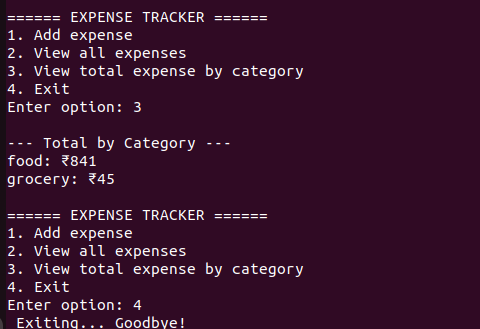 ====== EXPENSE TRACKER ======
1. Add expense
2. View all expenses
3. View total expense by category
4. Exit
Enter option: 3

--- Total by Category ---
food: ₹841
grocery: ₹45

====== EXPENSE TRACKER ======
1. Add expense
2. View all expenses
3. View total expense by category
4. Exit
Enter option: 4
 Exiting... Goodbye!